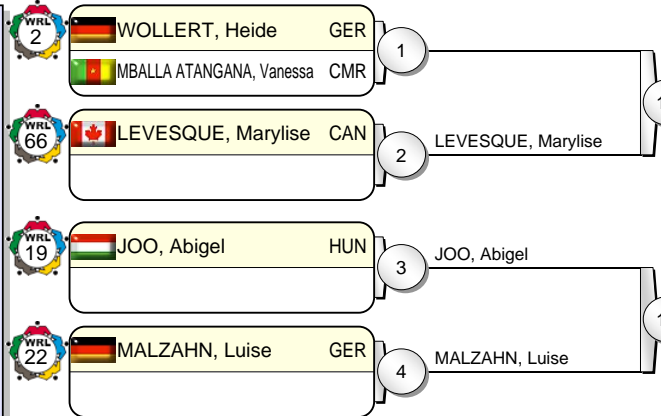 WRL
2
WOLLERT, Heide GER
MBALLA ATANGANA, Vanessa CMR
1
WRL
66
LEVESQUE, Marylise CAN
2
LEVESQUE, Marylise
WRL
19
JOO, Abigel HUN
3
JOO, Abigel
WRL
22
MALZAHN, Luise GER
4
MALZAHN, Luise